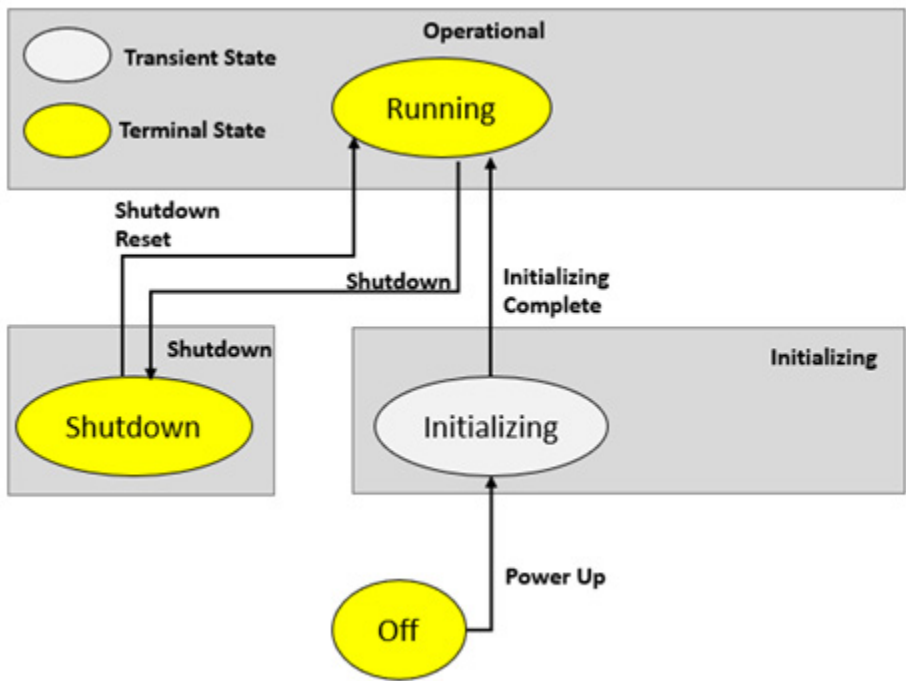 Operational
Transient State
Running
Terminal State
Shutdown
Reset
Shutdown
Initializing
Complete
Shutdown
Initializing
Shutdown
Initializing
Power Up
Off